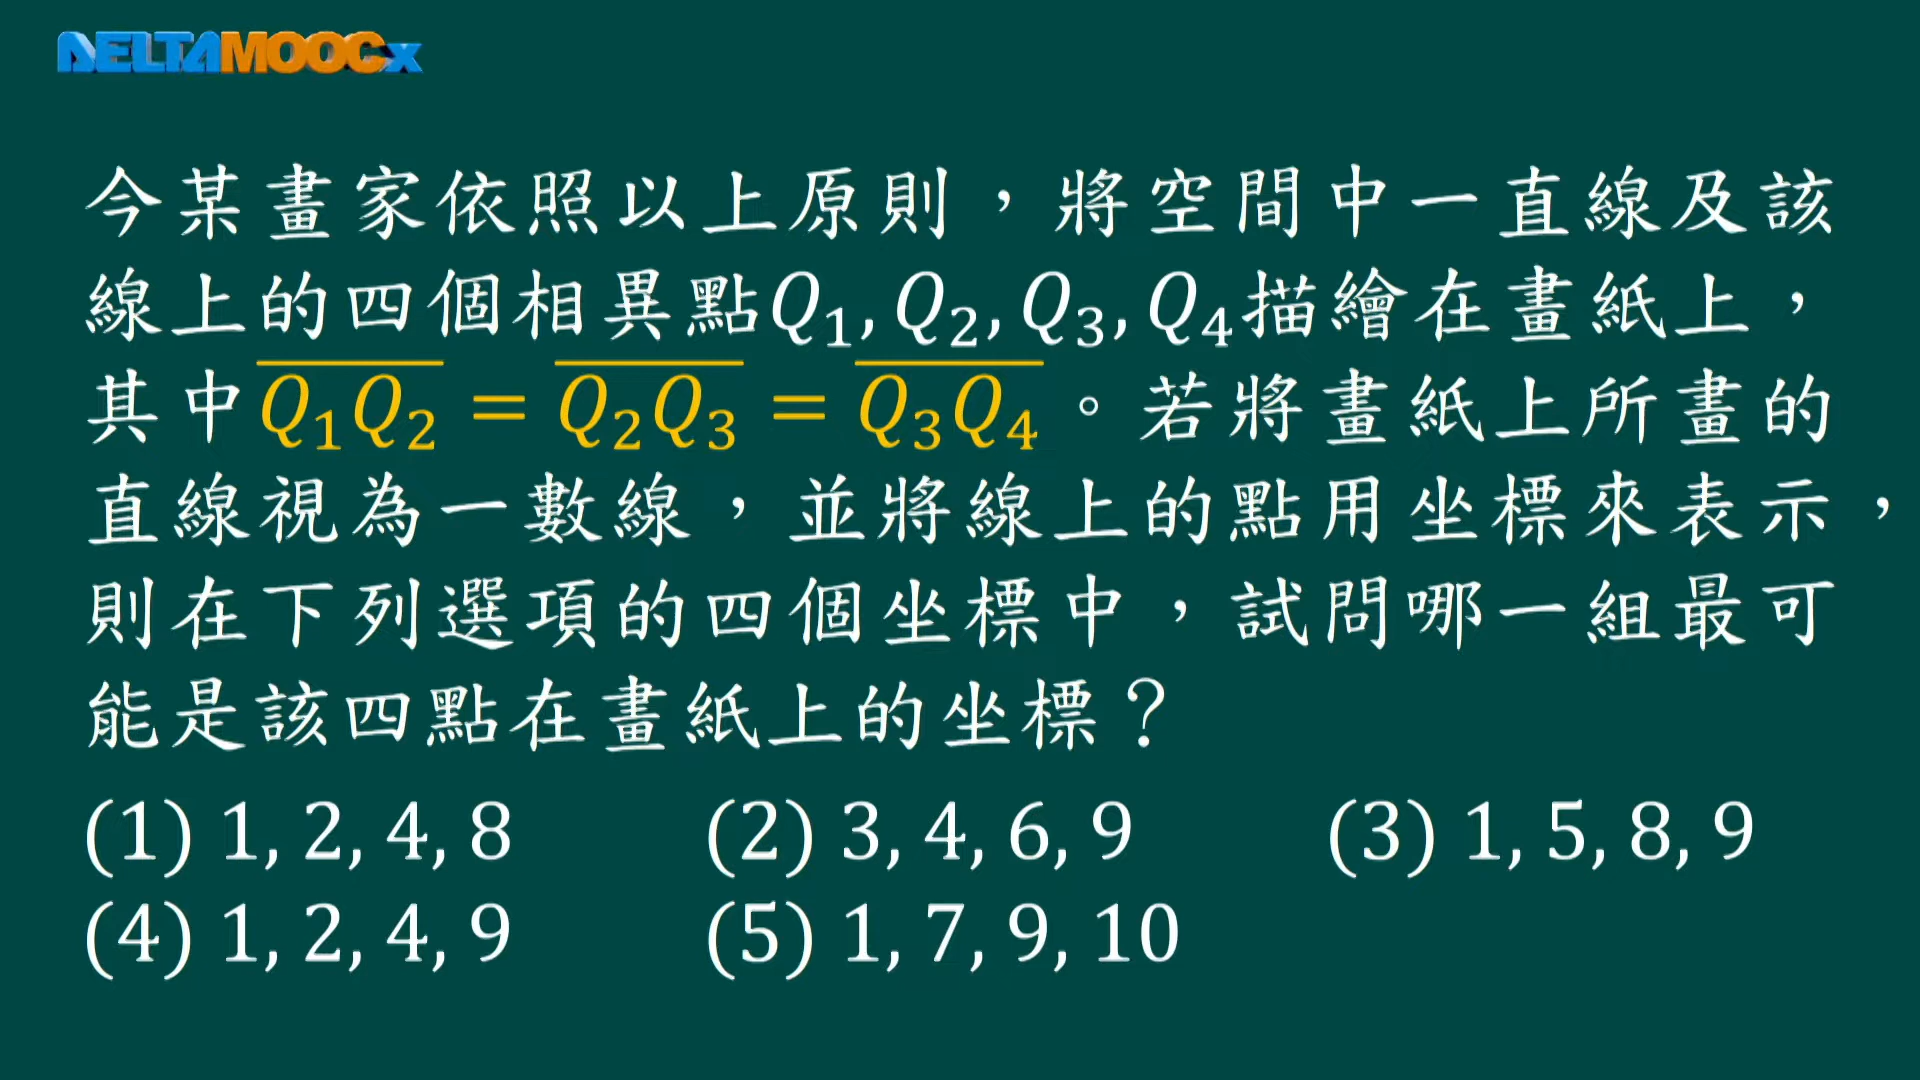 DELTAMOOCx
今某畫家依照以上原則，將空間中一直線及該
線上的四個相異點Q₁, Q₂, Q₃, Q₄描繪在畫紙上，
其中Q̅₁̅Q̅₂̅ = Q̅₂̅Q̅₃̅ = Q̅₃̅Q̅₄̅。若將畫紙上所畫的
直線視為一數線，並將線上的點用坐標來表示，
則在下列選項的四個坐標中，試問哪一組最可
能是該四點在畫紙上的坐標？
(1) 1, 2, 4, 8 (2) 3, 4, 6, 9 (3) 1, 5, 8, 9
(4) 1, 2, 4, 9 (5) 1, 7, 9, 10